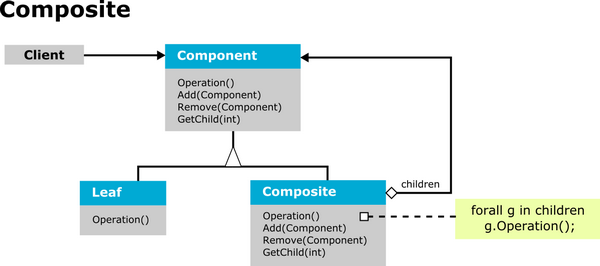 Composite
Client
Component
Operation()
Add(Component)
Remove(Component)
GetChild(int)
Leaf
Operation()
Composite
Operation()
Add(Component)
Remove(Component)
GetChild(int)
children
forall g in children
g.Operation();